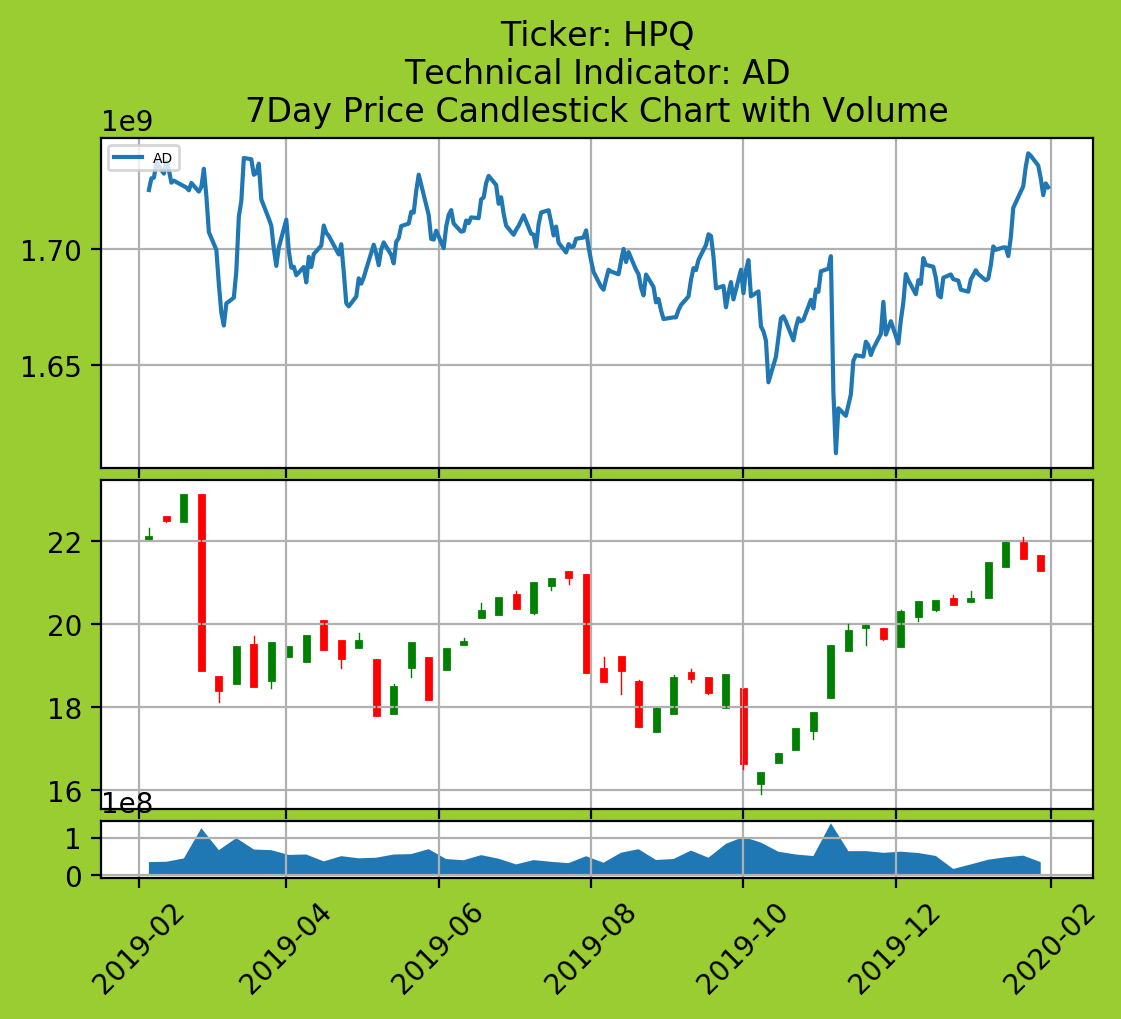 Ticker: HPQ
Technical Indicator: AD
7Day Price Candlestick Chart with Volume
1e9
AD
1.70
1.65
22
20
18
16
1e8
1
0
2019-02
2019-04
2019-06
2019-08
2019-10
2019-12
2020-02